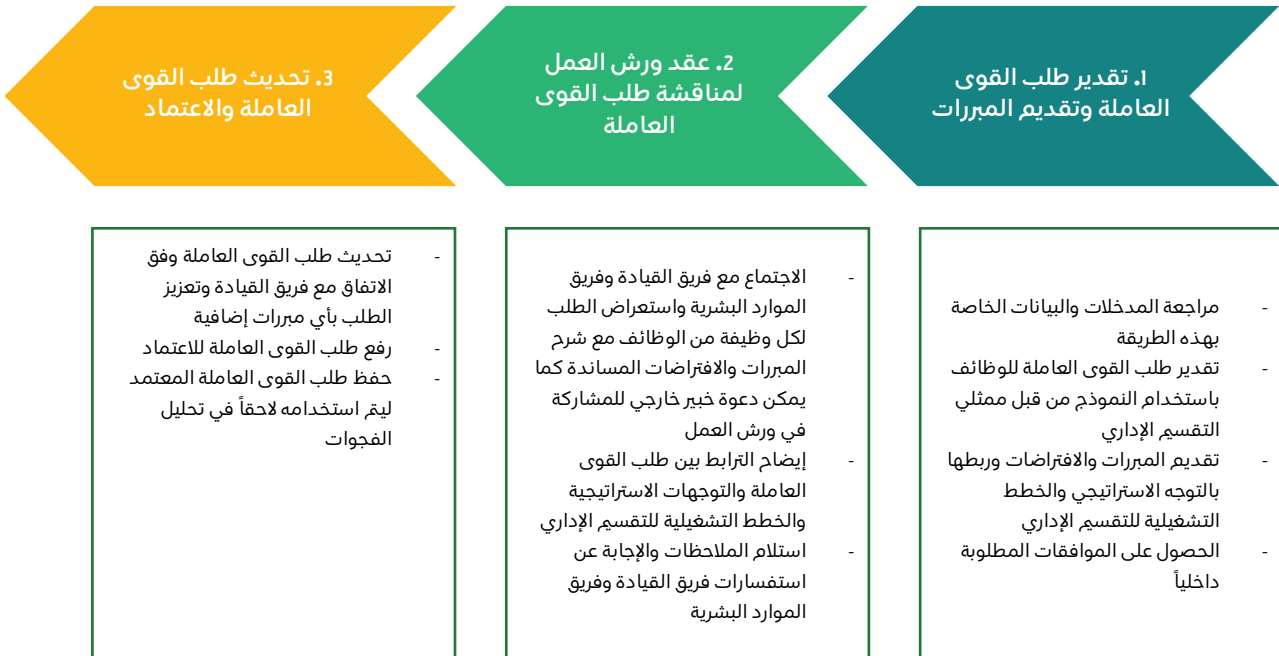 1. تقدير طلب القوى
العاملة وتقديم المبررات
2. عقد ورش العمل
لمناقشة طلب القوى
العاملة
3. تحديث طلب القوى
العاملة والاعتماد
- مراجعة المدخلات والبيانات الخاصة
بهذه الطريقة
- تقدير طلب القوى العاملة للوظائف
باستخدام النموذج من قبل ممثلي
التقسيم الإداري
- تقديم المبررات والافتراضات وربطها
بالتوجه الاستراتيجي والخطط
التشغيلية للتقسيم الإداري
- الحصول على الموافقات المطلوبة
داخلياً
- الاجتماع مع فريق القيادة وفريق
الموارد البشرية واستعراض الطلب
لكل وظيفة من الوظائف مع شرح
المبررات والافتراضات المساندة كما
يمكن دعوة خبير خارجي للمشاركة
في ورش العمل
- إيضاح الترابط بين طلب القوى
العاملة والتوجهات الاستراتيجية
والخطط التشغيلية للتقسيم الإداري
- استلام الملاحظات والإجابة عن
استفسارات فريق القيادة وفريق
الموارد البشرية
- تحديث طلب القوى العاملة وفق
الاتفاق مع فريق القيادة وتعزيز
الطلب بأي مبررات إضافية
- رفع طلب القوى العاملة للاعتماد
- حفظ طلب القوى العاملة المعتمد
ليتم استخدامه لاحقاً في تحليل
الفجوات